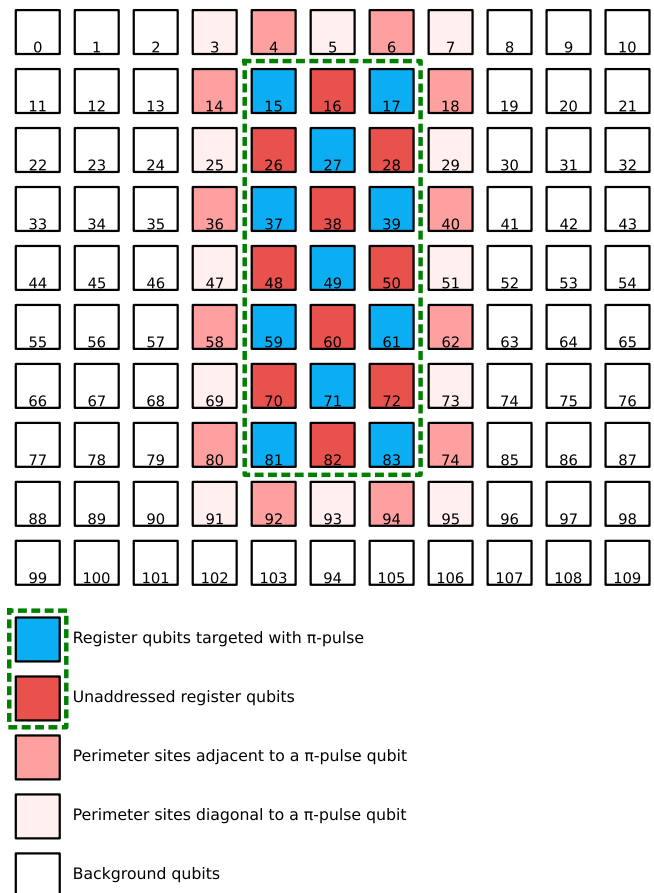 0 1 2 3 4 5 6 7 8 9 10
11 12 13 14 15 16 17 18 19 20 21
22 23 24 25 26 27 28 29 30 31 32
33 34 35 36 37 38 39 40 41 42 43
44 45 46 47 48 49 50 51 52 53 54
55 56 57 58 59 60 61 62 63 64 65
66 67 68 69 70 71 72 73 74 75 76
77 78 79 80 81 82 83 74 85 86 87
88 89 90 91 92 93 94 95 96 97 98
99 100 101 102 103 94 105 106 107 108 109
Register qubits targeted with π-pulse
Unaddressed register qubits
Perimeter sites adjacent to a π-pulse qubit
Perimeter sites diagonal to a π-pulse qubit
Background qubits